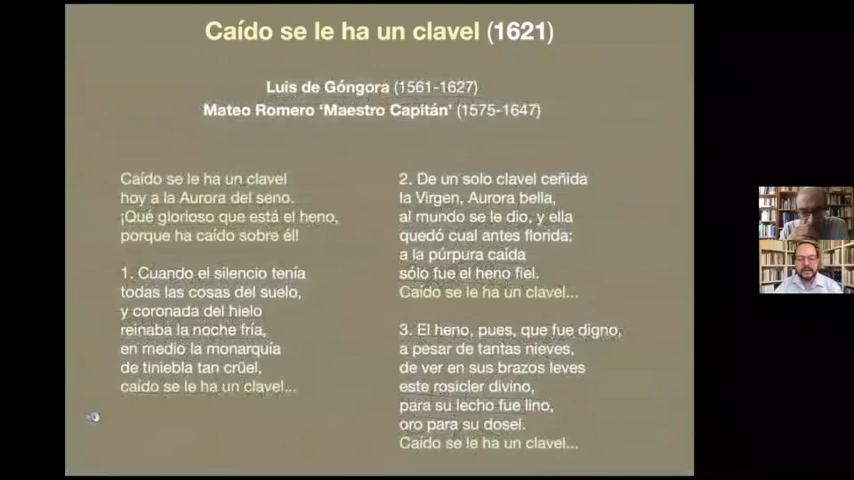 Caído se le ha un clavel (1621)
Luis de Góngora (1561-1627)
Mateo Romero ‘Maestro Capitán’ (1575-1647)
Caído se le ha un clavel
hoy a la Aurora del seno.
¡Qué glorioso que está el heno,
porque ha caído sobre él!
1. Cuando el silencio tenía
todas las cosas del suelo,
y coronada del hielo
reinaba la noche fría,
en medio la monarquía
de tiniebla tan crüel,
caído se le ha un clavel...
2. De un solo clavel ceñida
la Virgen, Aurora bella,
al mundo se le dio, y ella
quedó cual antes florida;
a la púrpura caída
sólo fue el heno fiel.
Caído se le ha un clavel...
3. El heno, pues, que fue digno,
a pesar de tantas nieves,
de ver en sus brazos leves
este rosicler divino,
para su lecho fue lino,
oro para su dosel.
Caído se le ha un clavel...